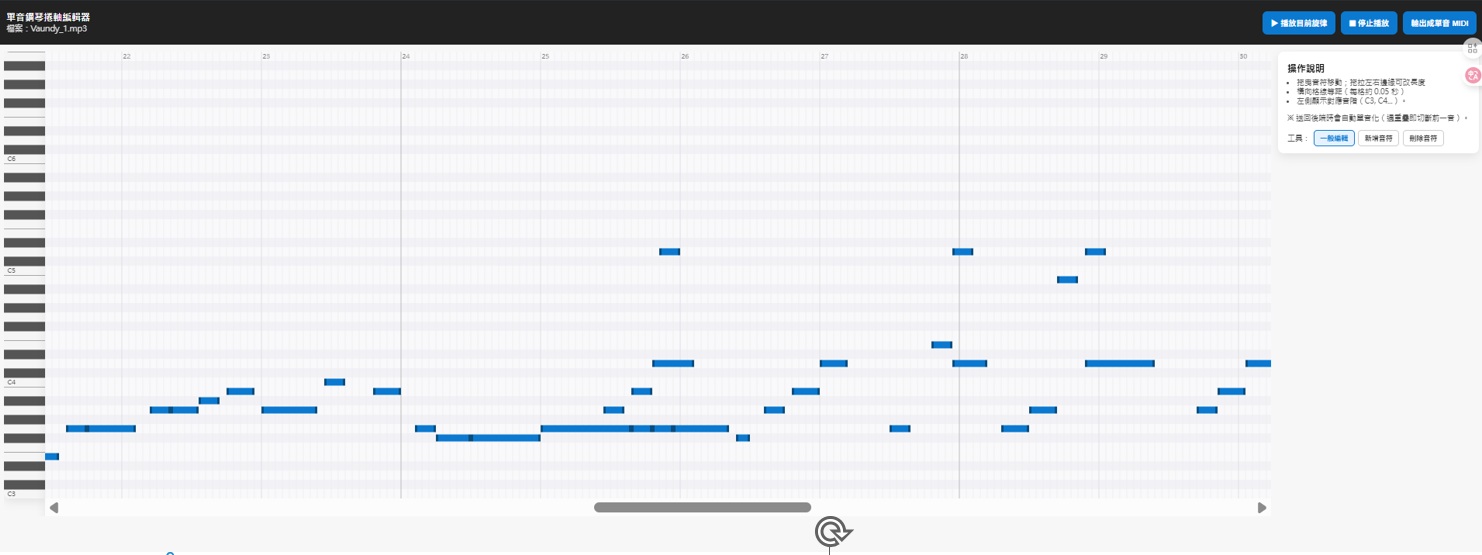 單音鋼琴捲軸編輯器
檔案：Vaundy_1.mp3
▶ 播放目前旋律
■ 停止播放
輸出成單音 MIDI
22 23 24 25 26 27 28 29 30
C6
C5
C4
C3
操作說明
• 拖曳音符移動；拖拉左右邊緣可改長度
• 橫向格線等距（每格約 0.05 秒）
• 左側顯示對應音階（C3, C4...）。
※ 送回後端時會自動單音化（遇重疊即切斷前一音）。
工具：
一般編輯
新增音符
刪除音符